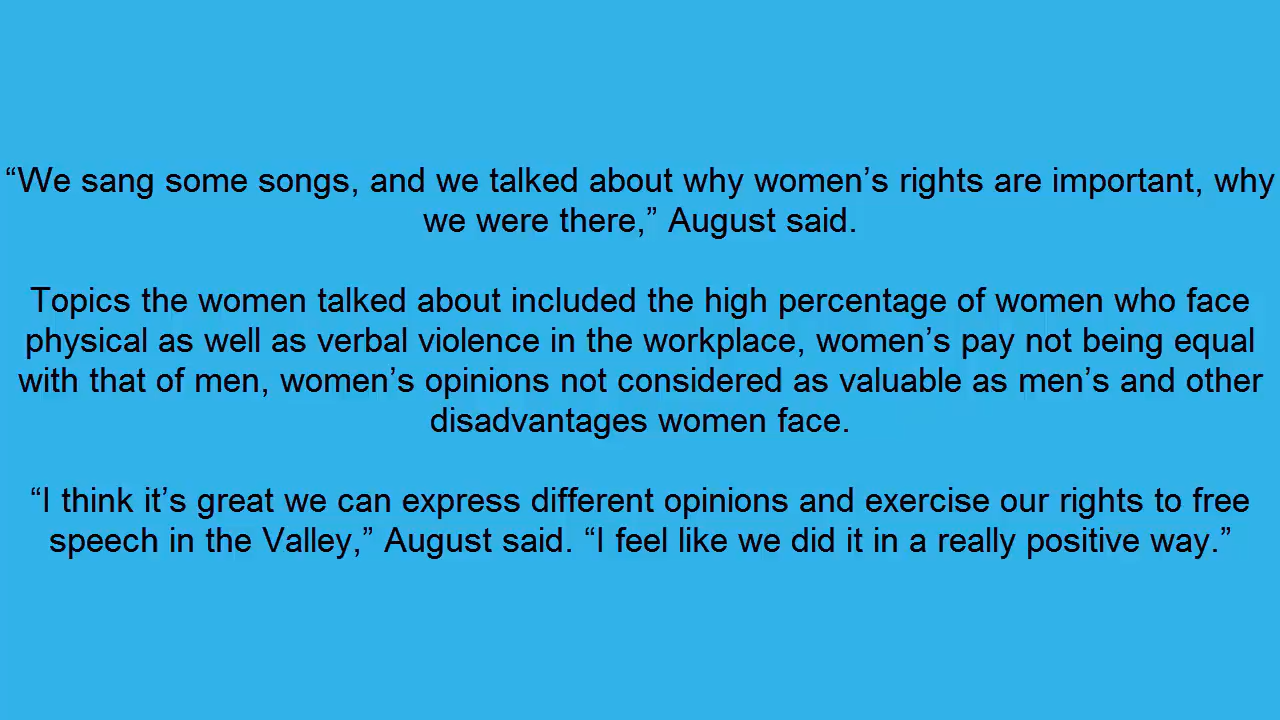 “We sang some songs, and we talked about why women’s rights are important, why
we were there,” August said.
Topics the women talked about included the high percentage of women who face
physical as well as verbal violence in the workplace, women’s pay not being equal
with that of men, women’s opinions not considered as valuable as men’s and other
disadvantages women face.
“I think it’s great we can express different opinions and exercise our rights to free
speech in the Valley,” August said. “I feel like we did it in a really positive way.”